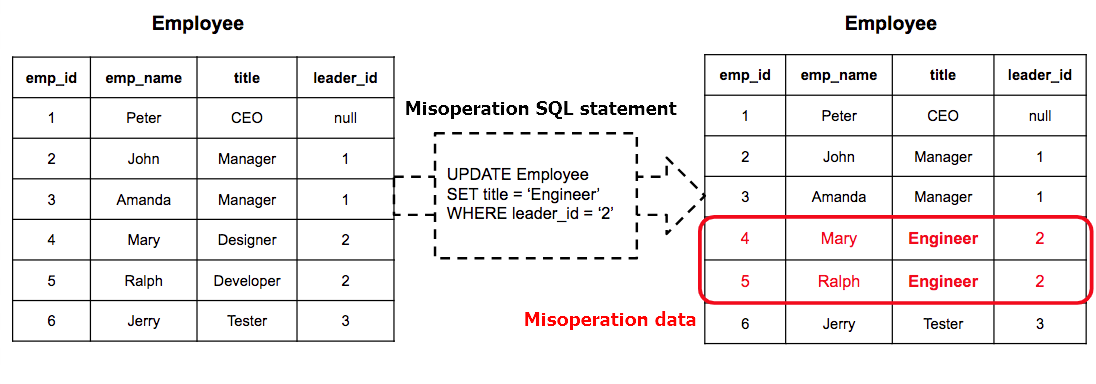 Employee
emp_id emp_name title leader_id
1 Peter CEO null
2 John Manager 1
3 Amanda Manager 1
4 Mary Designer 2
5 Ralph Developer 2
6 Jerry Tester 3
Misoperation SQL statement
UPDATE Employee
SET title = ‘Engineer’
WHERE leader_id = ‘2’
Employee
emp_id emp_name title leader_id
1 Peter CEO null
2 John Manager 1
3 Amanda Manager 1
4 Mary Engineer 2
5 Ralph Engineer 2
6 Jerry Tester 3
Misoperation data